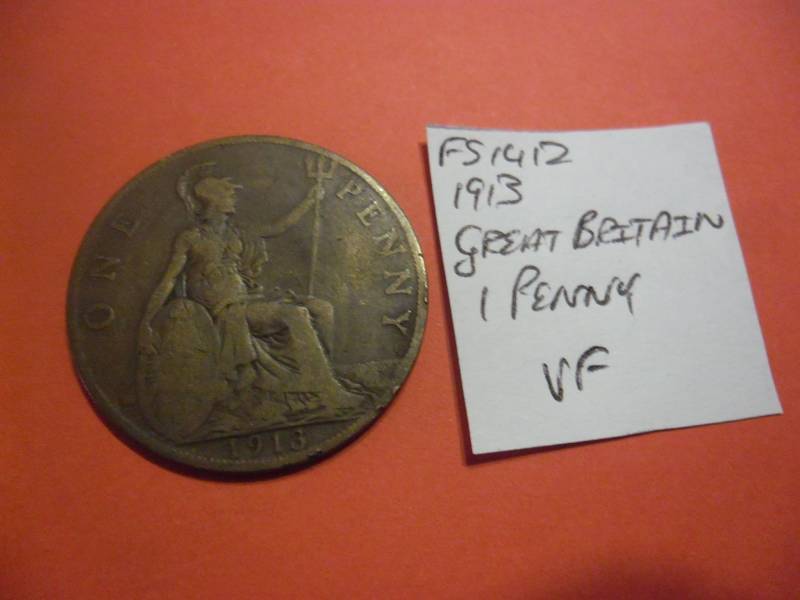 ONE PENNY
1913
FS1412
1913
GREAT BRITAIN
1 PENNY
VF